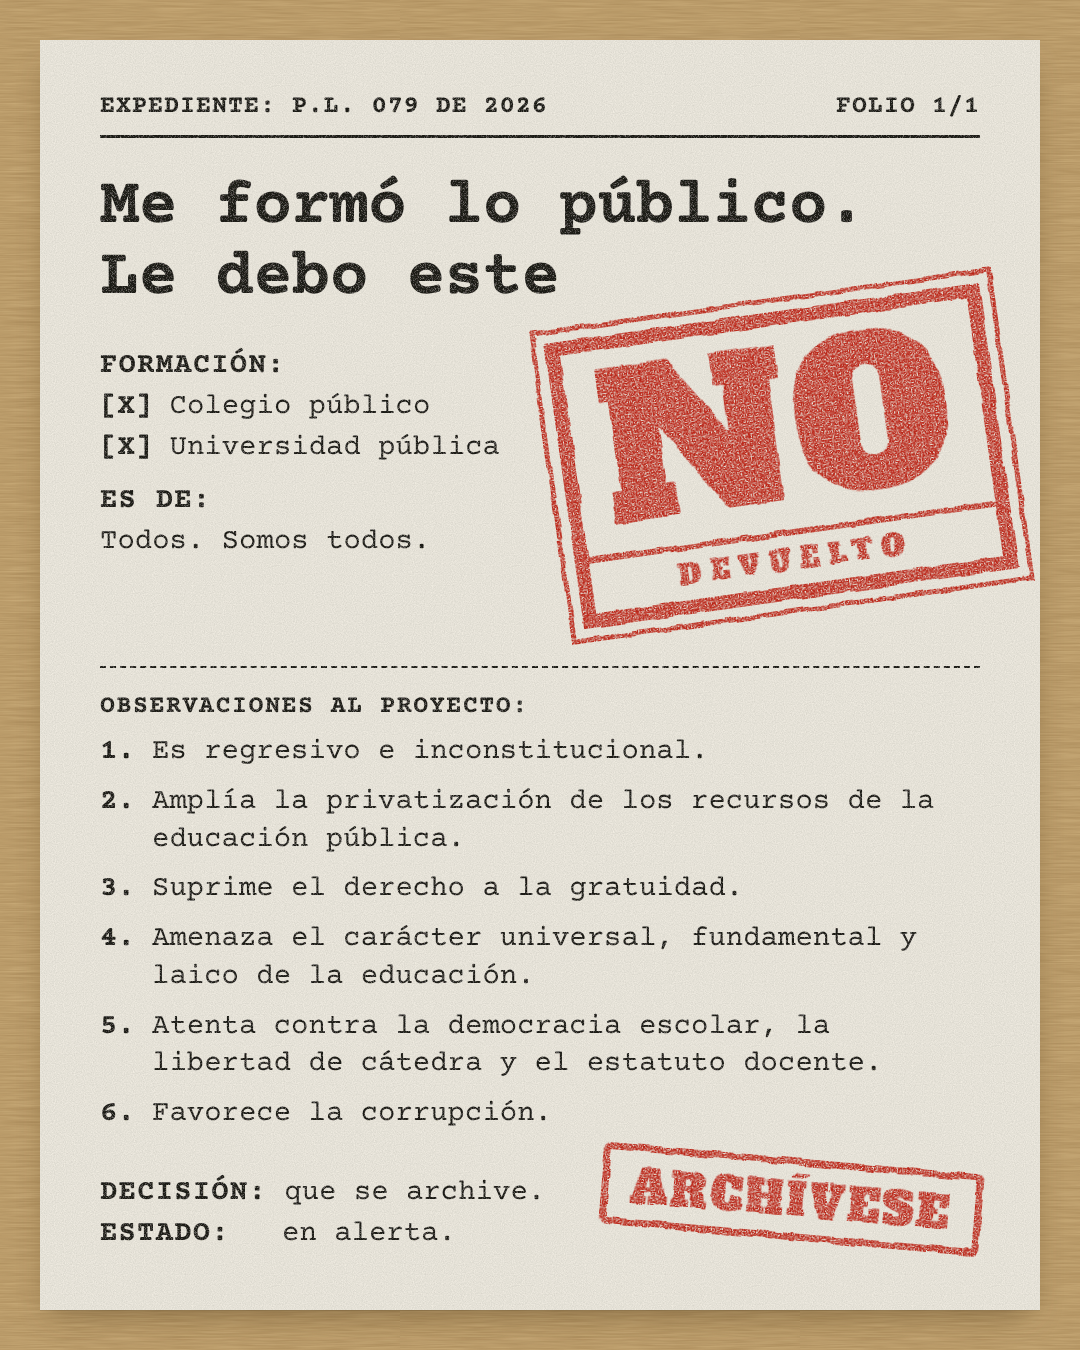 EXPEDIENTE: P.L. 079 DE 2026
FOLIO 1/1
Me formó lo público.
Le debo este
NO
DEVUELTO
FORMACIÓN:
[X] Colegio público
[X] Universidad pública
ES DE:
Todos. Somos todos.
OBSERVACIONES AL PROYECTO:
1. Es regresivo e inconstitucional.
2. Amplía la privatización de los recursos de la
educación pública.
3. Suprime el derecho a la gratuidad.
4. Amenaza el carácter universal, fundamental y
laico de la educación.
5. Atenta contra la democracia escolar, la
libertad de cátedra y el estatuto docente.
6. Favorece la corrupción.
DECISIÓN: que se archive.
ESTADO: en alerta.
ARCHÍVESE